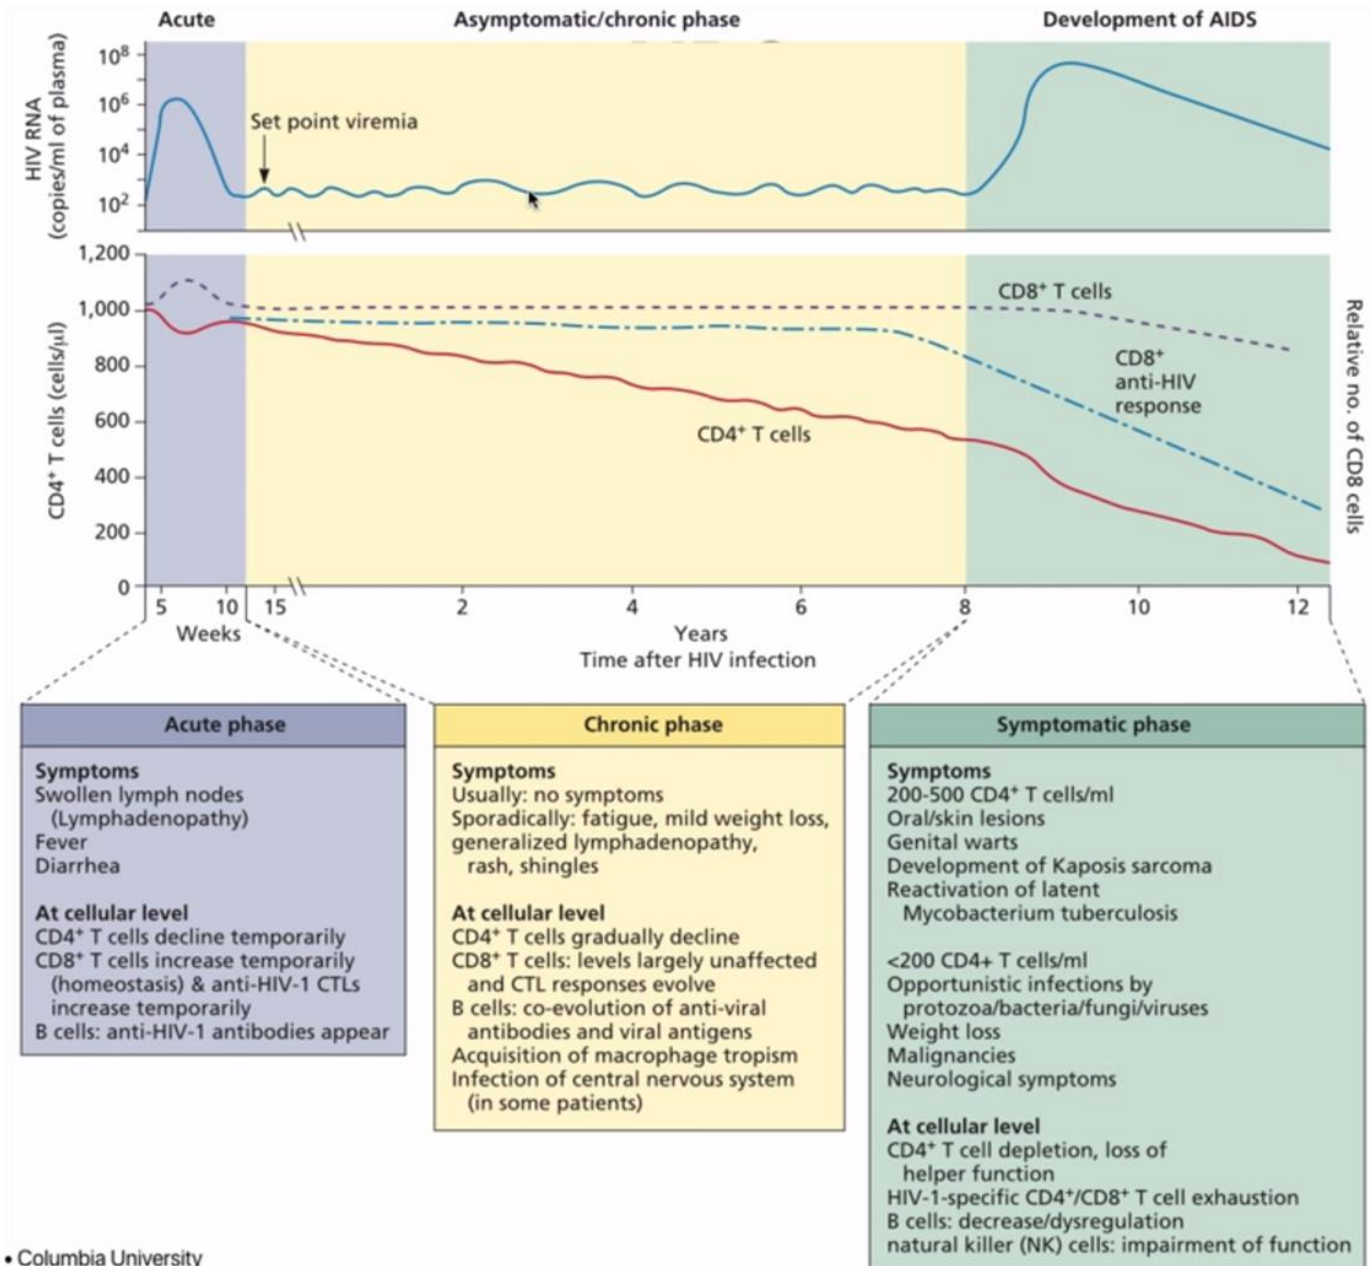 Acute
Asymptomatic/chronic phase
Development of AIDS
HIV RNA
(copies/ml of plasma)
10⁸
10⁶
10⁴
10²
Set point viremia
1,200
1,000
800
600
400
200
0
CD4⁺ T cells (cells/µl)
CD8⁺ T cells
CD8⁺
anti-HIV
response
CD4⁺ T cells
Relative no. of CD8 cells
5
10
15
2
4
6
8
10
12
Weeks
Years
Time after HIV infection
Acute phase
Symptoms
Swollen lymph nodes
(Lymphadenopathy)
Fever
Diarrhea
At cellular level
CD4⁺ T cells decline temporarily
CD8⁺ T cells increase temporarily
(homeostasis) & anti-HIV-1 CTLs
increase temporarily
B cells: anti-HIV-1 antibodies appear
Chronic phase
Symptoms
Usually: no symptoms
Sporadically: fatigue, mild weight loss,
generalized lymphadenopathy,
rash, shingles
At cellular level
CD4⁺ T cells gradually decline
CD8⁺ T cells: levels largely unaffected
and CTL responses evolve
B cells: co-evolution of anti-viral
antibodies and viral antigens
Acquisition of macrophage tropism
Infection of central nervous system
(in some patients)
Symptomatic phase
Symptoms
200-500 CD4⁺ T cells/ml
Oral/skin lesions
Genital warts
Development of Kaposis sarcoma
Reactivation of latent
Mycobacterium tuberculosis
<200 CD4+ T cells/ml
Opportunistic infections by
protozoa/bacteria/fungi/viruses
Weight loss
Malignancies
Neurological symptoms
At cellular level
CD4⁺ T cell depletion, loss of
helper function
HIV-1-specific CD4⁺/CD8⁺ T cell exhaustion
B cells: decrease/dysregulation
natural killer (NK) cells: impairment of function
• Columbia University